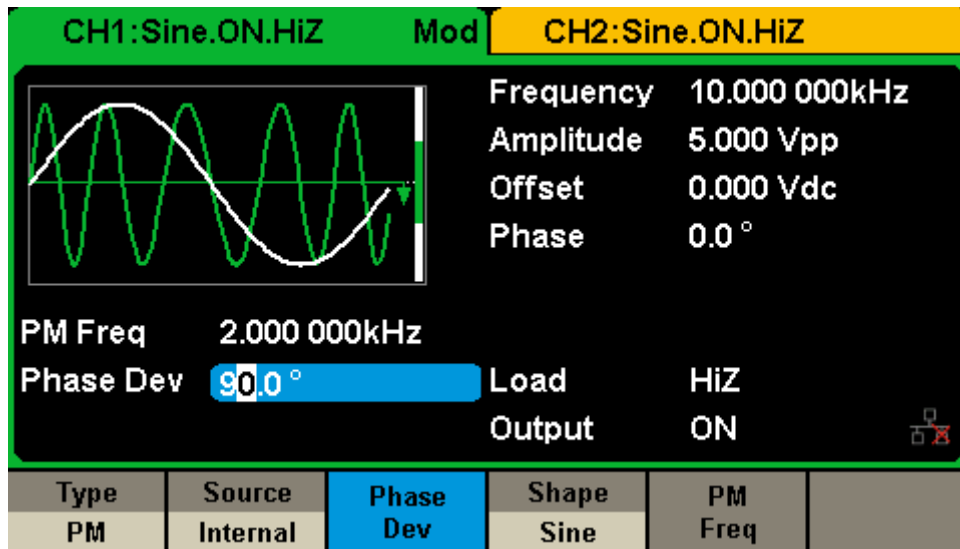 CH1:Sine.ON.HiZ Mod
CH2:Sine.ON.HiZ
Frequency 10.000 000kHz
Amplitude 5.000 Vpp
Offset 0.000 Vdc
Phase 0.0 °
PM Freq 2.000 000kHz
Phase Dev 90.0 °
Load HiZ
Output ON
Type
PM
Source
Internal
Phase
Dev
Shape
Sine
PM
Freq